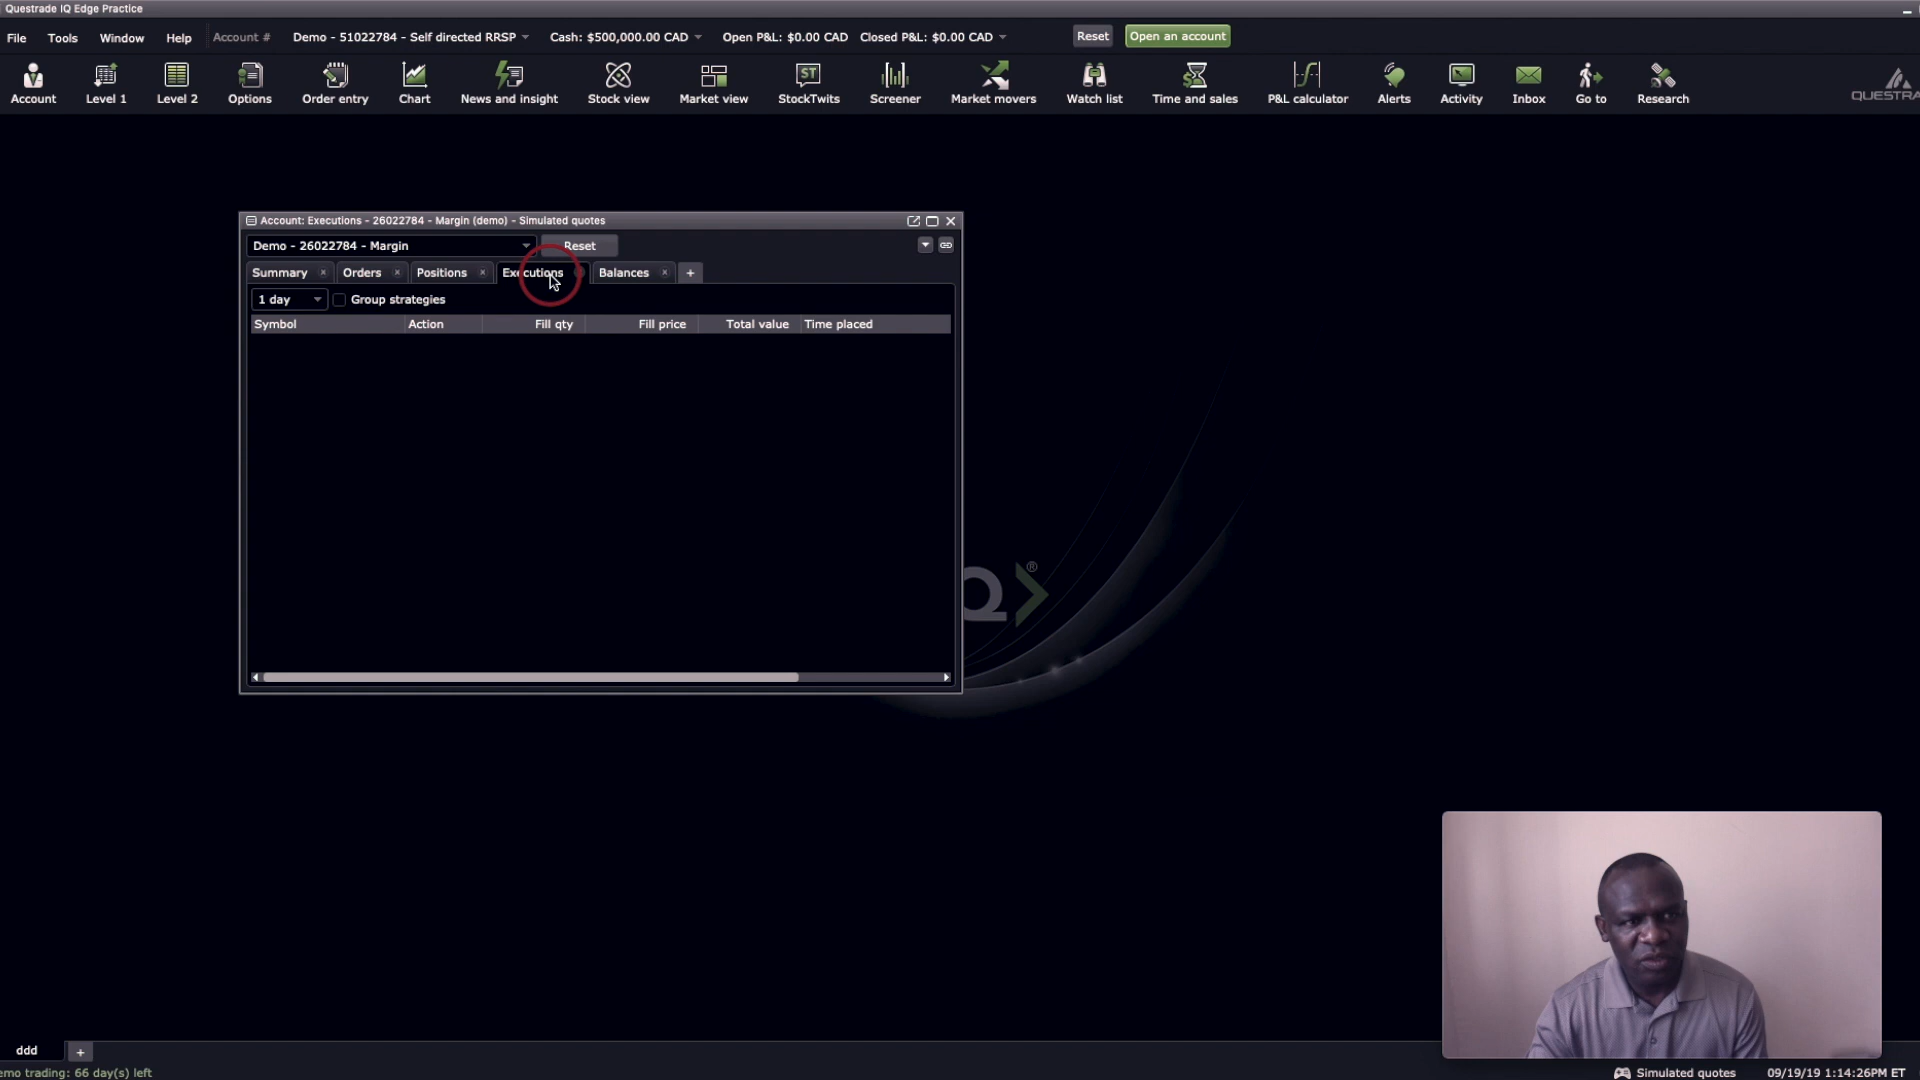 Questrade IQ Edge Practice
File Tools Window Help Account # Demo - 51022784 - Self directed RRSP Cash: $500,000.00 CAD Open P&L: $0.00 CAD Closed P&L: $0.00 CAD Reset Open an account
Account Level 1 Level 2 Options Order entry Chart News and insight Stock view Market view StockTwits Screener Market movers Watch list Time and sales P&L calculator Alerts Activity Inbox Go to Research QUESTRA
ST
Account: Executions - 26022784 - Margin (demo) - Simulated quotes
Demo - 26022784 - Margin Reset
Summary Orders Positions Executions Balances +
1 day Group strategies
Symbol Action Fill qty Fill price Total value Time placed
Q ®
ddd +
emo trading: 66 day(s) left Simulated quotes 09/19/19 1:14:26PM ET